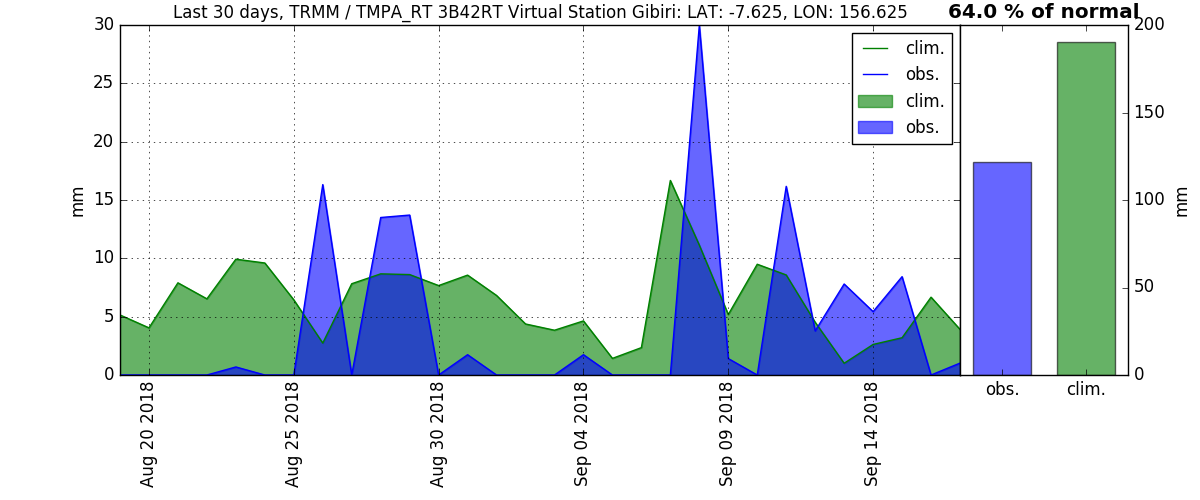 Last 30 days, TRMM / TMPA_RT 3B42RT Virtual Station Gibiri: LAT: -7.625, LON: 156.625
64.0 % of normal
30
25
20
15
10
5
0
mm
clim.
obs.
clim.
obs.
Aug 20 2018
Aug 25 2018
Aug 30 2018
Sep 04 2018
Sep 09 2018
Sep 14 2018
200
150
100
50
0
mm
obs.
clim.